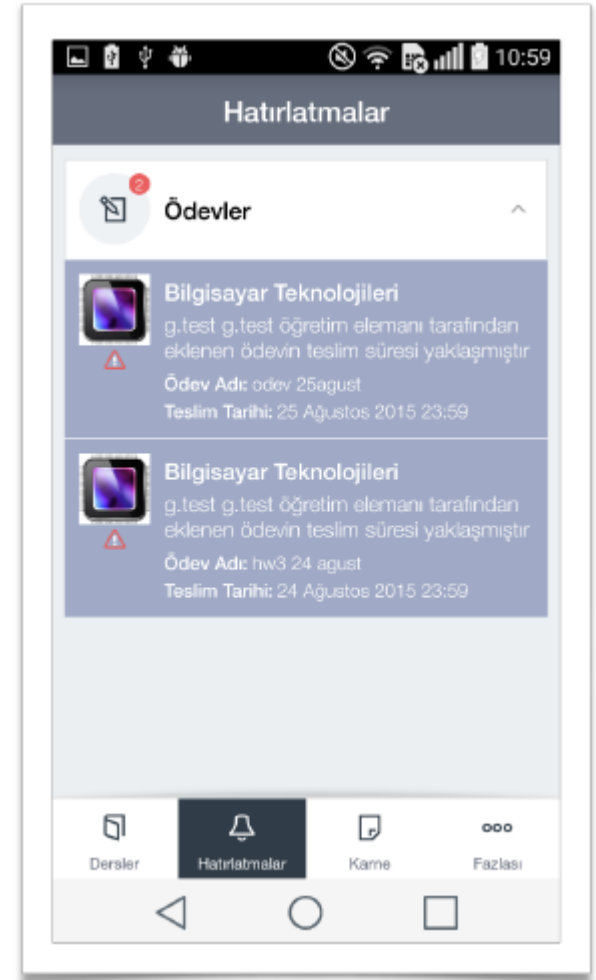 10:59
Hatırlatmalar
2
Ödevler
Bilgisayar Teknolojileri
g.test g.test öğretim elemanı tarafından
eklenen ödevin teslim süresi yaklaşmıştır
Ödev Adı: odev 25agust
Teslim Tarihi: 25 Ağustos 2015 23:59
Bilgisayar Teknolojileri
g.test g.test öğretim elemanı tarafından
eklenen ödevin teslim süresi yaklaşmıştır
Ödev Adı: hw3 24 agust
Teslim Tarihi: 24 Ağustos 2015 23:59
Dersler Hatırlatmalar Karne Fazlası